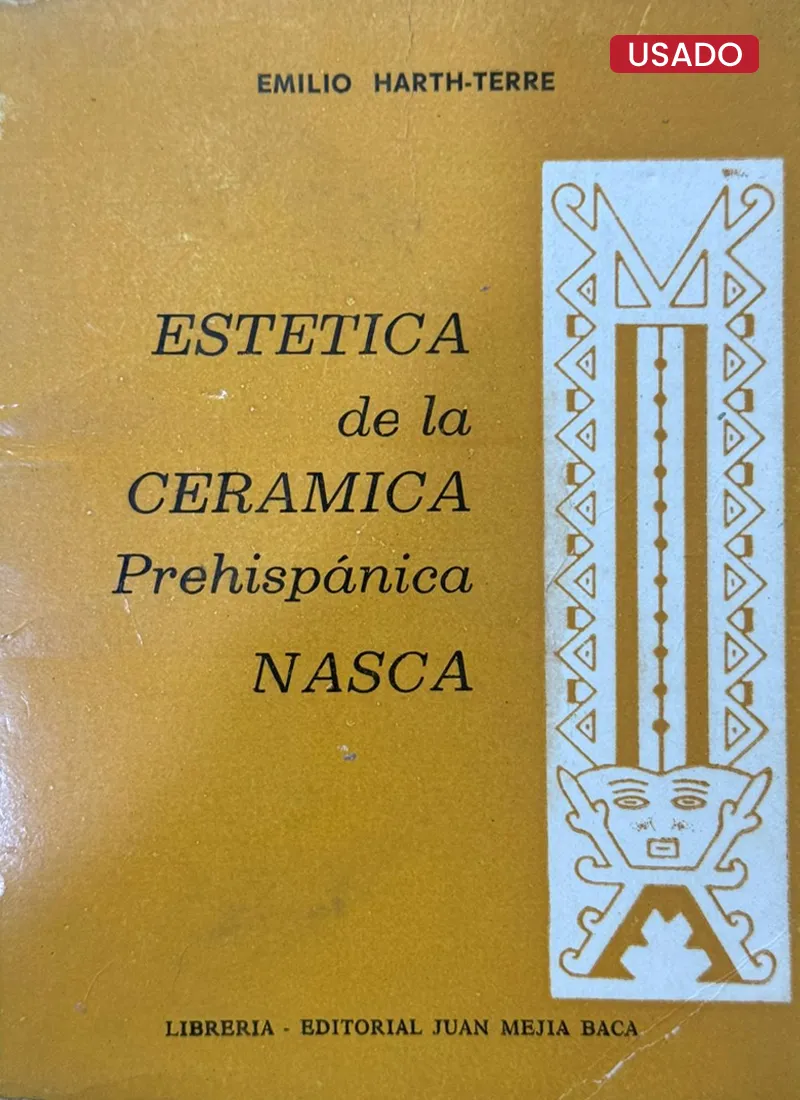 USADO
EMILIO HARTH-TERRE
ESTETICA
de la
CERAMICA
Prehispánica
NASCA
LIBRERIA - EDITORIAL JUAN MEJIA BACA